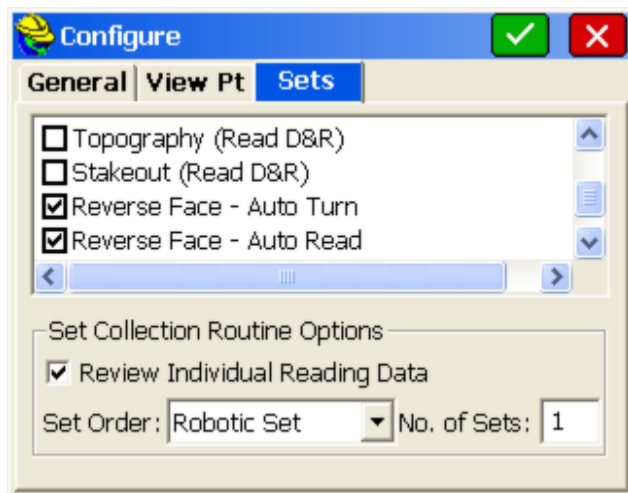 Configure
General View Pt Sets
Topography (Read D&R)
Stakeout (Read D&R)
Reverse Face - Auto Turn
Reverse Face - Auto Read
Set Collection Routine Options
Review Individual Reading Data
Set Order: Robotic Set No. of Sets: 1